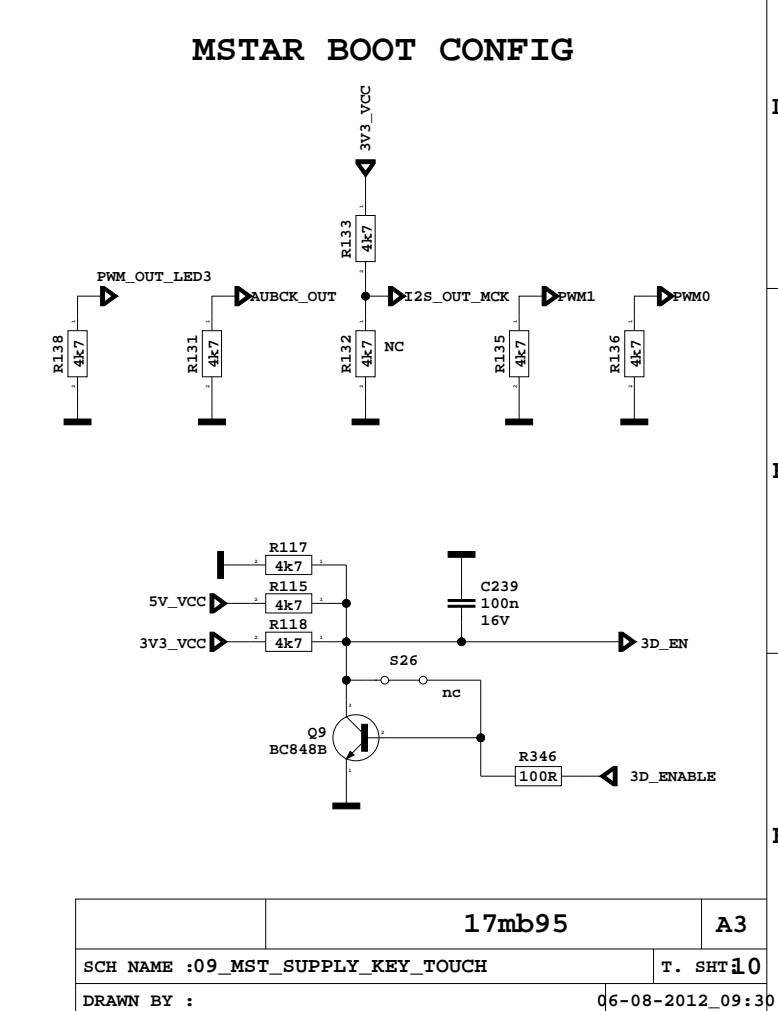 MSTAR BOOT CONFIG
3V3_VCC
R133
4k7
PWM_OUT_LED3
AUBCK_OUT
I2S_OUT_MCK
PWM1
PWM0
R138
4k7
R131
4k7
R132
4k7
NC
R135
4k7
R136
4k7
R117
4k7
R115
5V_VCC
4k7
R118
3V3_VCC
4k7
C239
100n
16V
3D_EN
S26
nc
Q9
BC848B
R346
100R
3D_ENABLE
17mb95
A3
SCH NAME :09_MST_SUPPLY_KEY_TOUCH
T. SHT:10
DRAWN BY :
06-08-2012_09:30